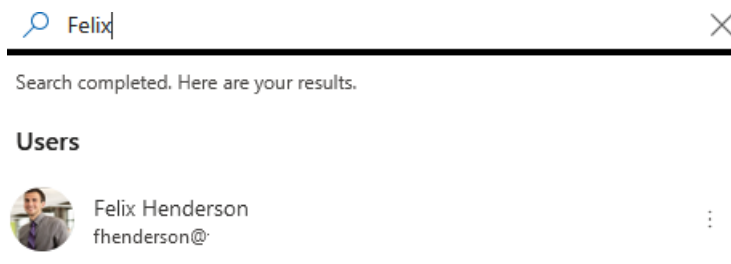 Felix
Search completed. Here are your results.
Users
Felix Henderson
fhenderson@